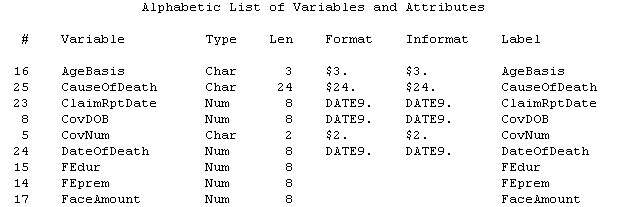 Alphabetic List of Variables and Attributes
# Variable Type Len Format Informat Label
16 AgeBasis Char 3 $3. $3. AgeBasis
25 CauseOfDeath Char 24 $24. $24. CauseOfDeath
23 ClaimRptDate Num 8 DATE9. DATE9. ClaimRptDate
8 CovDOB Num 8 DATE9. DATE9. CovDOB
5 CovNum Char 2 $2. $2. CovNum
24 DateOfDeath Num 8 DATE9. DATE9. DateOfDeath
15 FEdur Num 8 FEdur
14 FEprem Num 8 FEprem
17 FaceAmount Num 8 FaceAmount